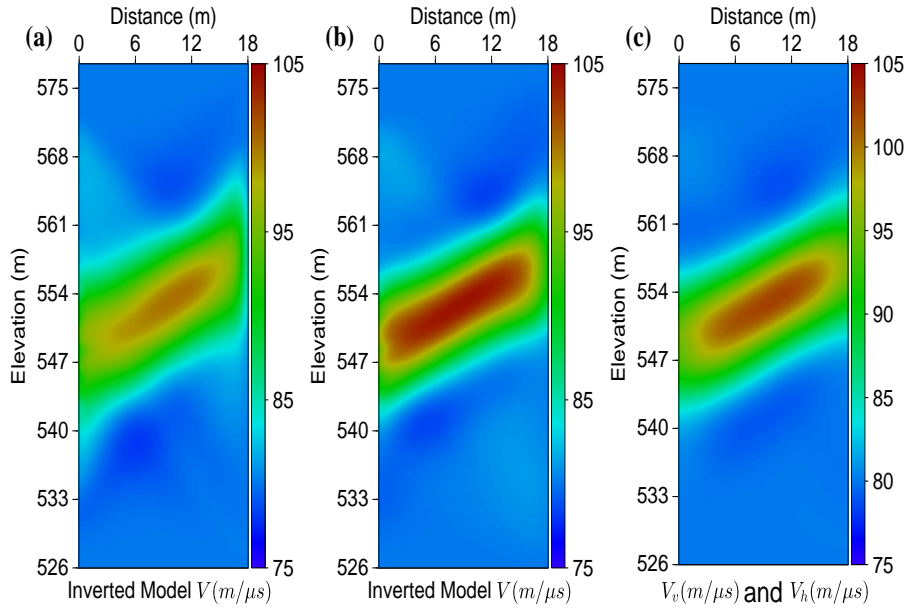 Distance (m)
(a)
0 6 12 18
105
575
568
561
95
554
547
85
540
533
526
75
Elevation (m)
Inverted Model V(m/μs)
Distance (m)
(b)
0 6 12 18
105
575
568
561
95
554
547
85
540
533
526
75
Elevation (m)
Inverted Model V(m/μs)
Distance (m)
(c)
0 6 12 18
105
575
100
568
561
95
554
90
547
85
540
80
533
526
75
Elevation (m)
V_v(m/μs) and V_h(m/μs)